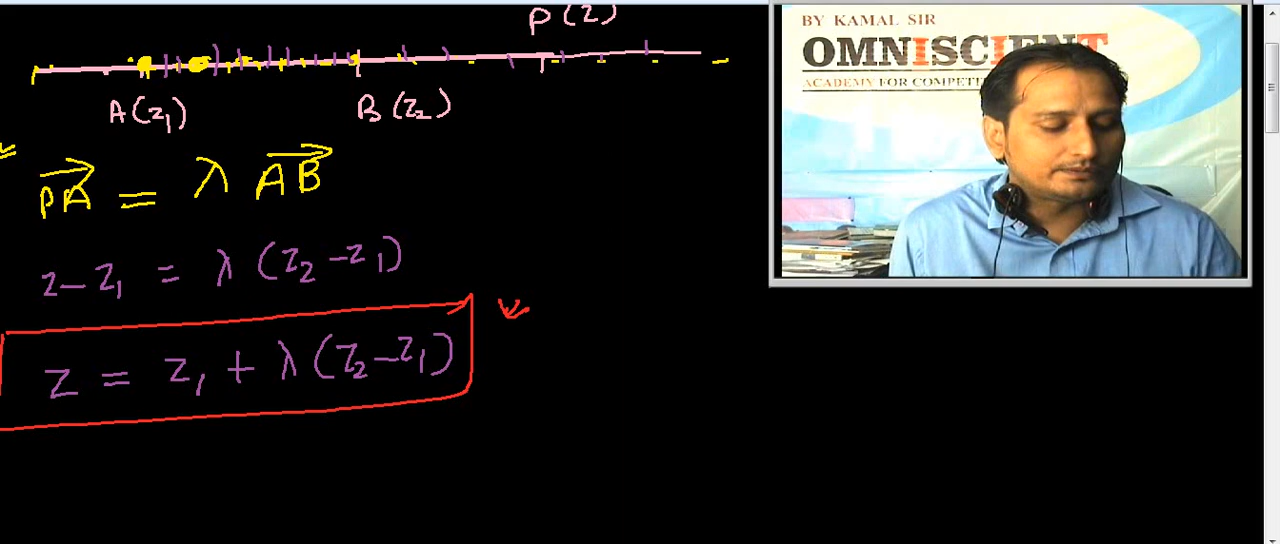 P(z)
A(z₁)
B(z₂)
PA⃗ = λ AB⃗
z-z₁ = λ (z₂-z₁)
z = z₁ + λ(z₂-z₁)
BY KAMAL SIR
OMNISCIENT
ACADEMY FOR COMPETI